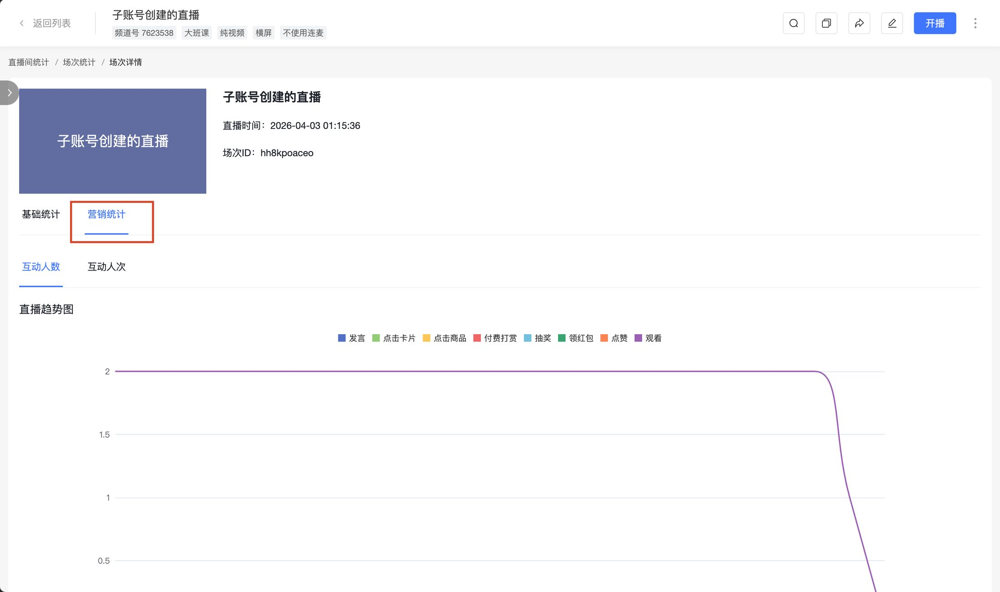 返回列表
子账号创建的直播
频道号 7623538 大班课 纯视频 横屏 不使用连麦
开播
直播间统计 / 场次统计 / 场次详情
子账号创建的直播
子账号创建的直播
直播时间：2026-04-03 01:15:36
场次ID：hh8kpoaceo
基础统计 营销统计
互动人数 互动人次
直播趋势图
发言 点击卡片 点击商品 付费打赏 抽奖 领红包 点赞 观看
2
1.5
1
0.5